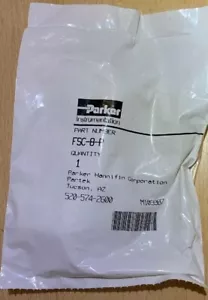 Parker
Instrumentation
PART NUMBER
FSC-8-P
QUANTITY
1
Parker Hannifin Corporation
Partek
Tucson, AZ
520-574-2600